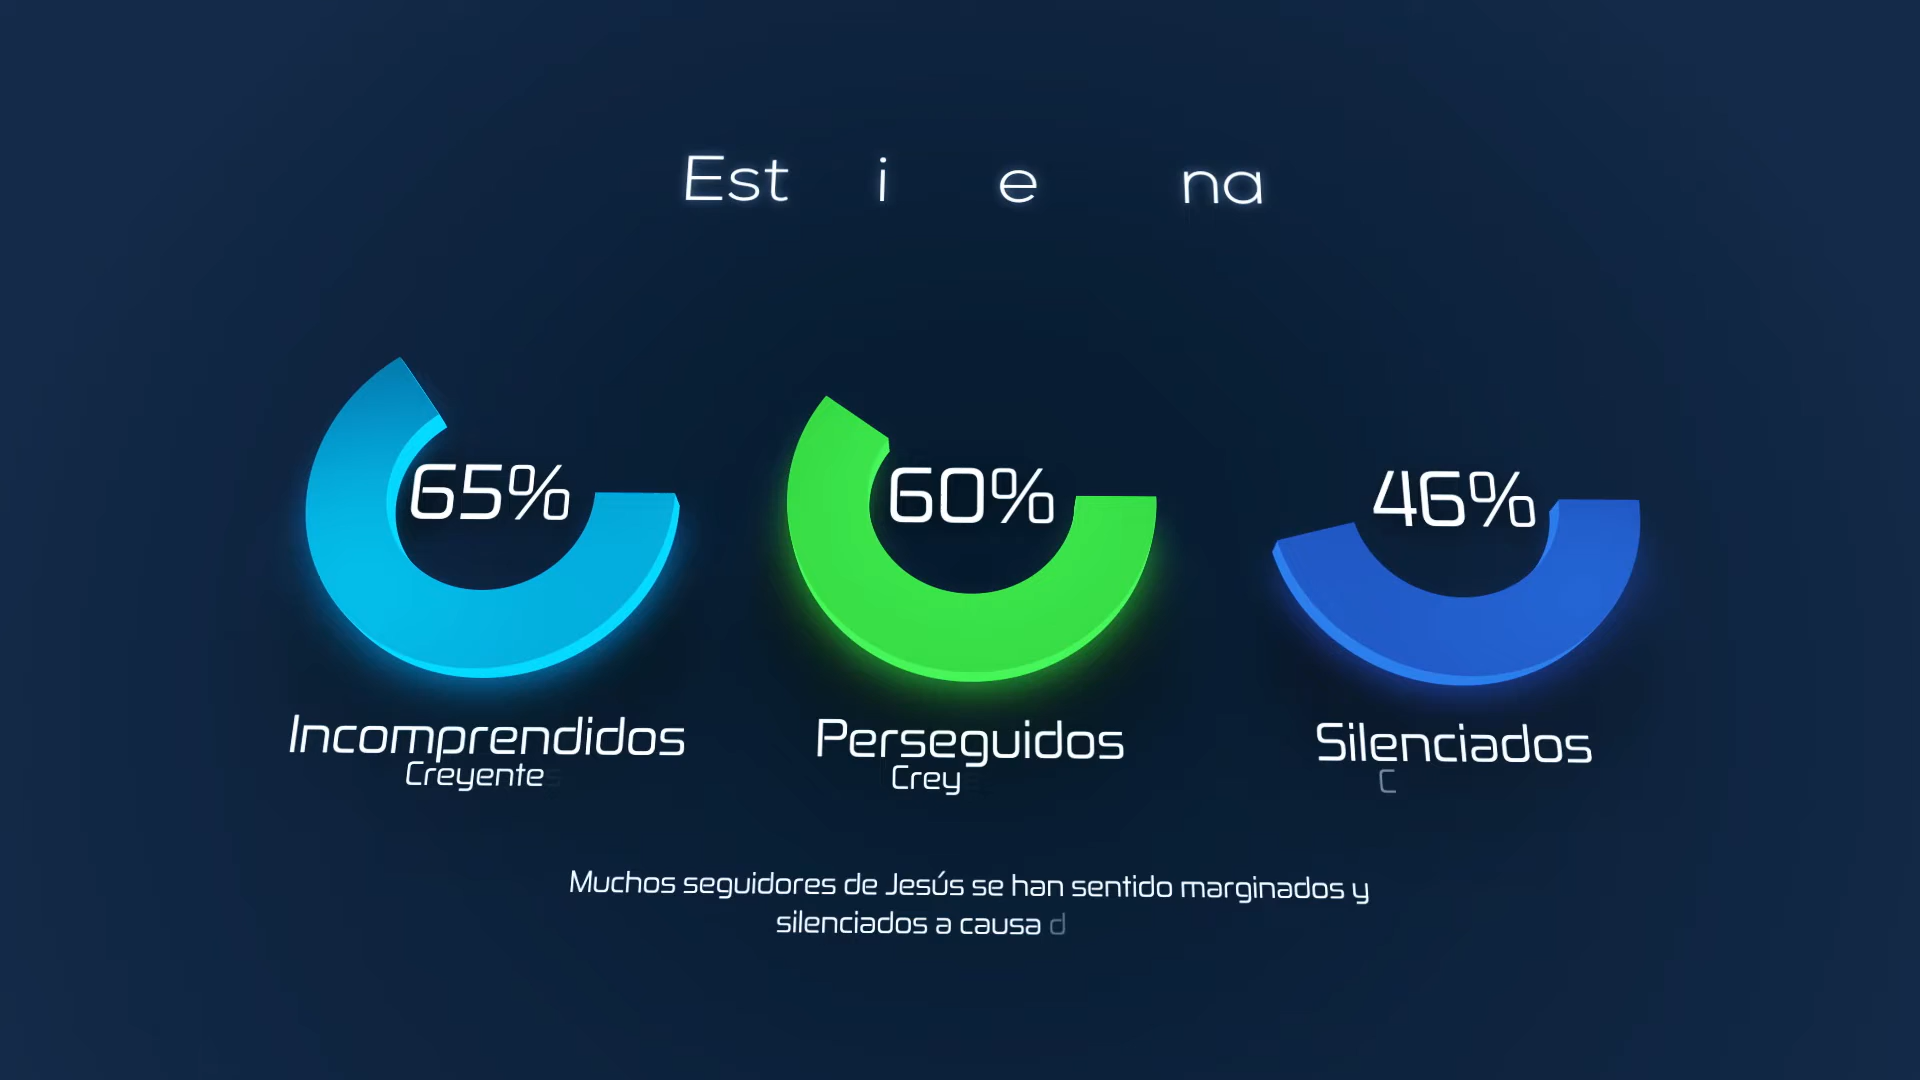 Est i e na
65%
60%
46%
Incomprendidos
Perseguidos
Silenciados
Creyente
Crey
C
Muchos seguidores de Jesús se han sentido marginados y
silenciados a causa d